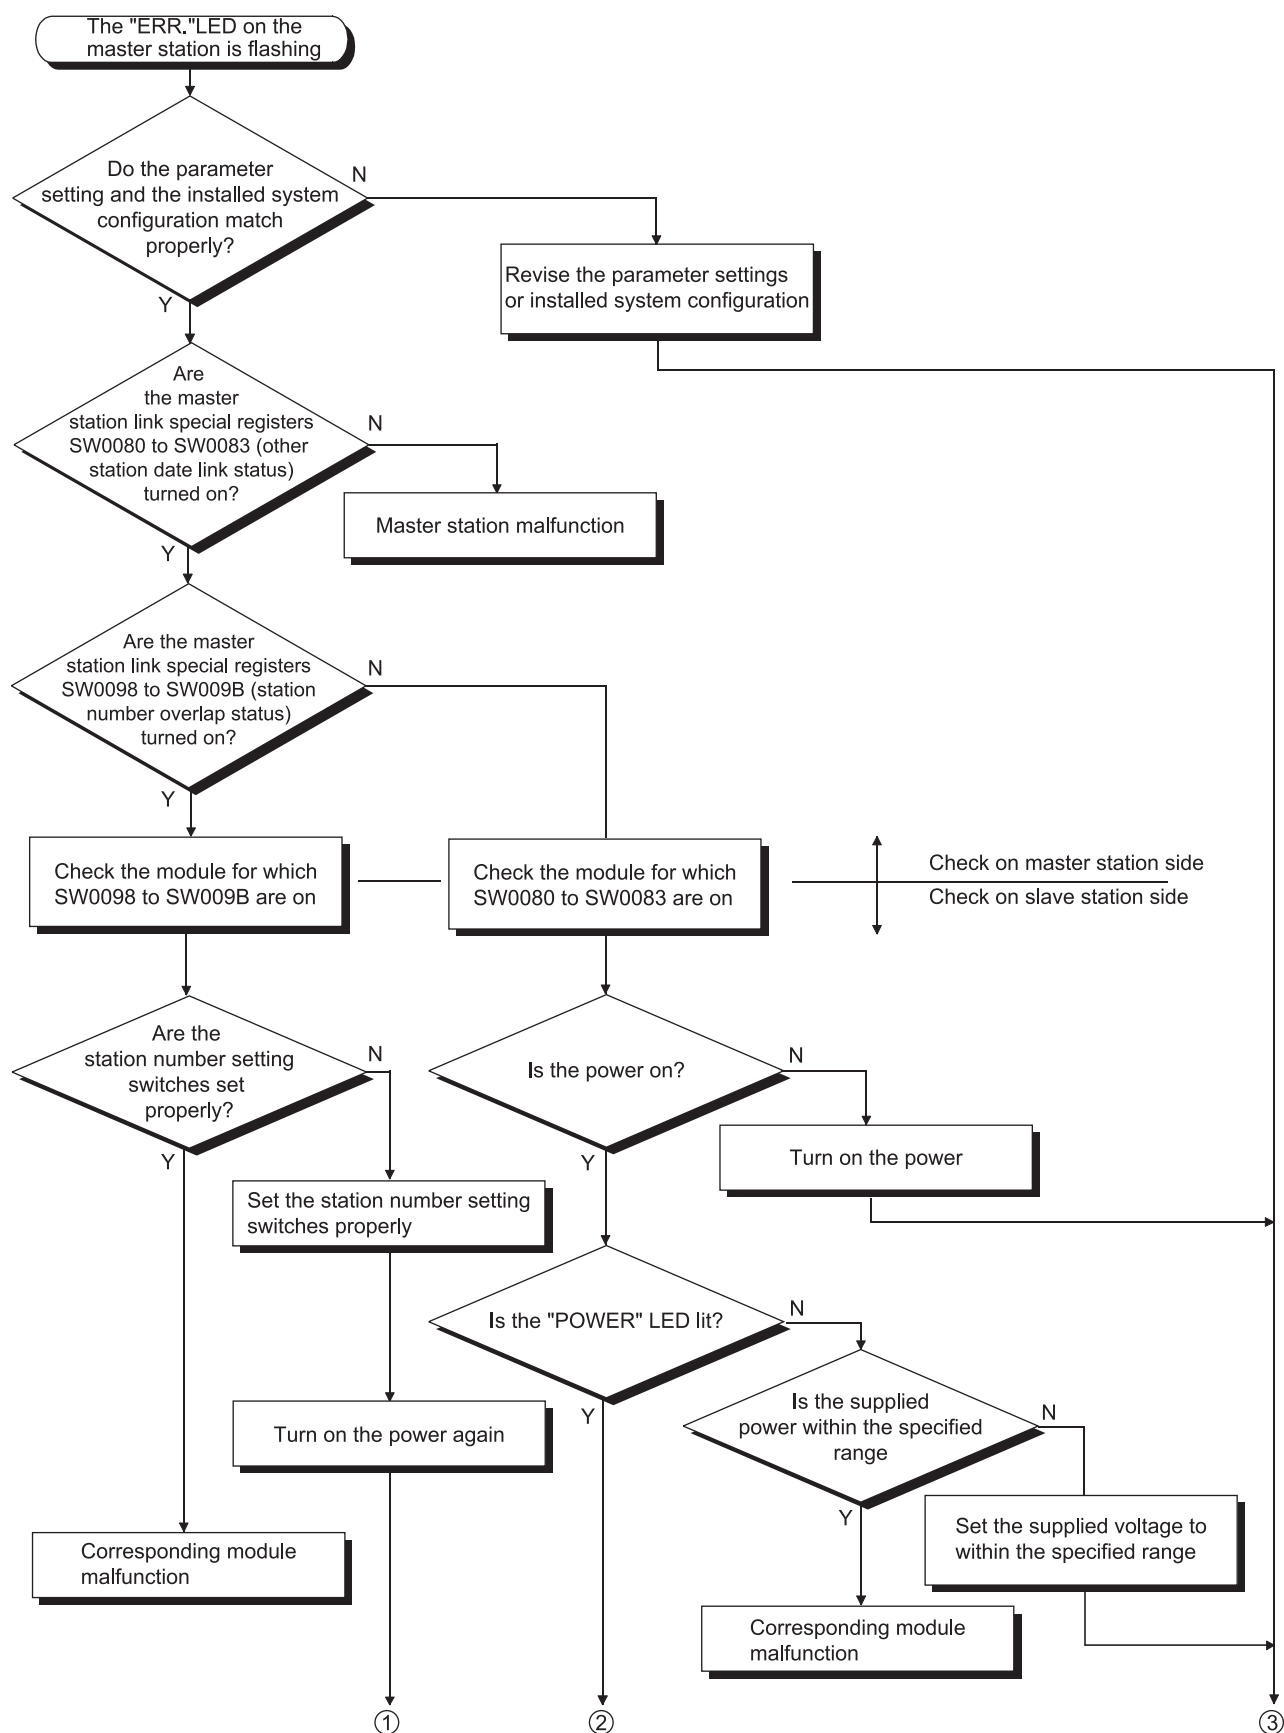 The "ERR."LED on the
master station is flashing
Do the parameter
setting and the installed system
configuration match
properly?
N
Y
Revise the parameter settings
or installed system configuration
Are
the master
station link special registers
SW0080 to SW0083 (other
station date link status)
turned on?
N
Y
Master station malfunction
Are the master
station link special registers
SW0098 to SW009B (station
number overlap status)
turned on?
N
Y
Check the module for which
SW0098 to SW009B are on
Check the module for which
SW0080 to SW0083 are on
Check on master station side
Check on slave station side
Are the
station number setting
switches set
properly?
N
Y
Is the power on?
N
Y
Turn on the power
Set the station number setting
switches properly
Is the "POWER" LED lit?
N
Y
Is the supplied
power within the specified
range
N
Y
Turn on the power again
Set the supplied voltage to
within the specified range
Corresponding module
malfunction
Corresponding module
malfunction
①
②
③